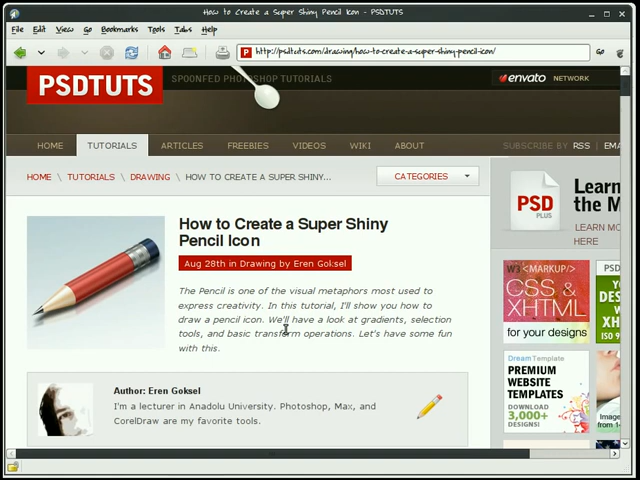 How to Create a Super Shiny Pencil Icon - PSDTUTS
File Edit View Go Bookmarks Tools Tabs Help
http://psdtuts.com/drawing/how-to-create-a-super-shiny-pencil-icon/
Go
PSDTUTS
SPOONFED PHOTOSHOP TUTORIALS
envato NETWORK
HOME TUTORIALS ARTICLES FREEBIES VIDEOS WIKI ABOUT
SUBSCRIBE BY RSS
HOME \ TUTORIALS \ DRAWING \ HOW TO CREATE A SUPER SHINY...
CATEGORIES
PSD
PLUS
Learn
the M
LEARN MO
HERE
How to Create a Super Shiny
Pencil Icon
Aug 28th in Drawing by Eren Goksel
The Pencil is one of the visual metaphors most used to
express creativity. In this tutorial, I'll show you how to
draw a pencil icon. We'll have a look at gradients, selection
tools, and basic transform operations. Let's have some fun
with this.
W3 <MARKUP/>
CSS &
XHTML
for your designs
Dream Template
PREMIUM
WEBSITE
TEMPLATES
DOWNLOAD
3,000+
DESIGNS
Author: Eren Goksel
I'm a lecturer in Anadolu University. Photoshop, Max, and
CorelDraw are my favorite tools.